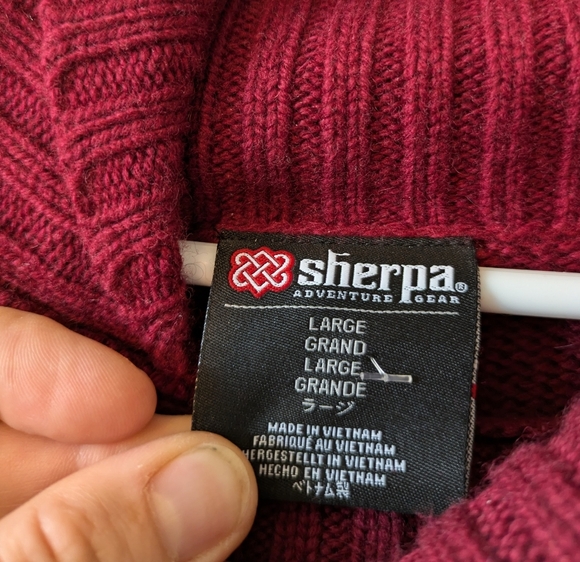 sherpa®
ADVENTURE GEAR
LARGE
GRAND
LARGE
GRANDE
ラージ
MADE IN VIETNAM
FABRIQUÉ AU VIETNAM
HERGESTELLT IN VIETNAM
HECHO EN VIETNAM
ベトナム製